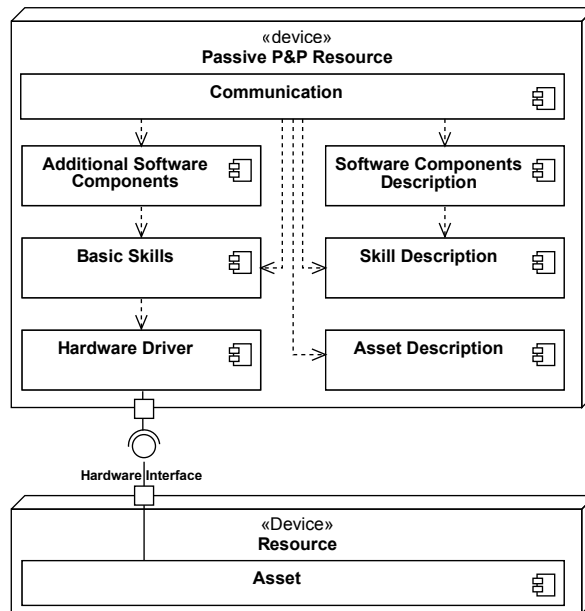 «device»
Passive P&P Resource
Communication
Additional Software
Components
Software Components
Description
Basic Skills
Skill Description
Hardware Driver
Asset Description
Hardware Interface
«Device»
Resource
Asset